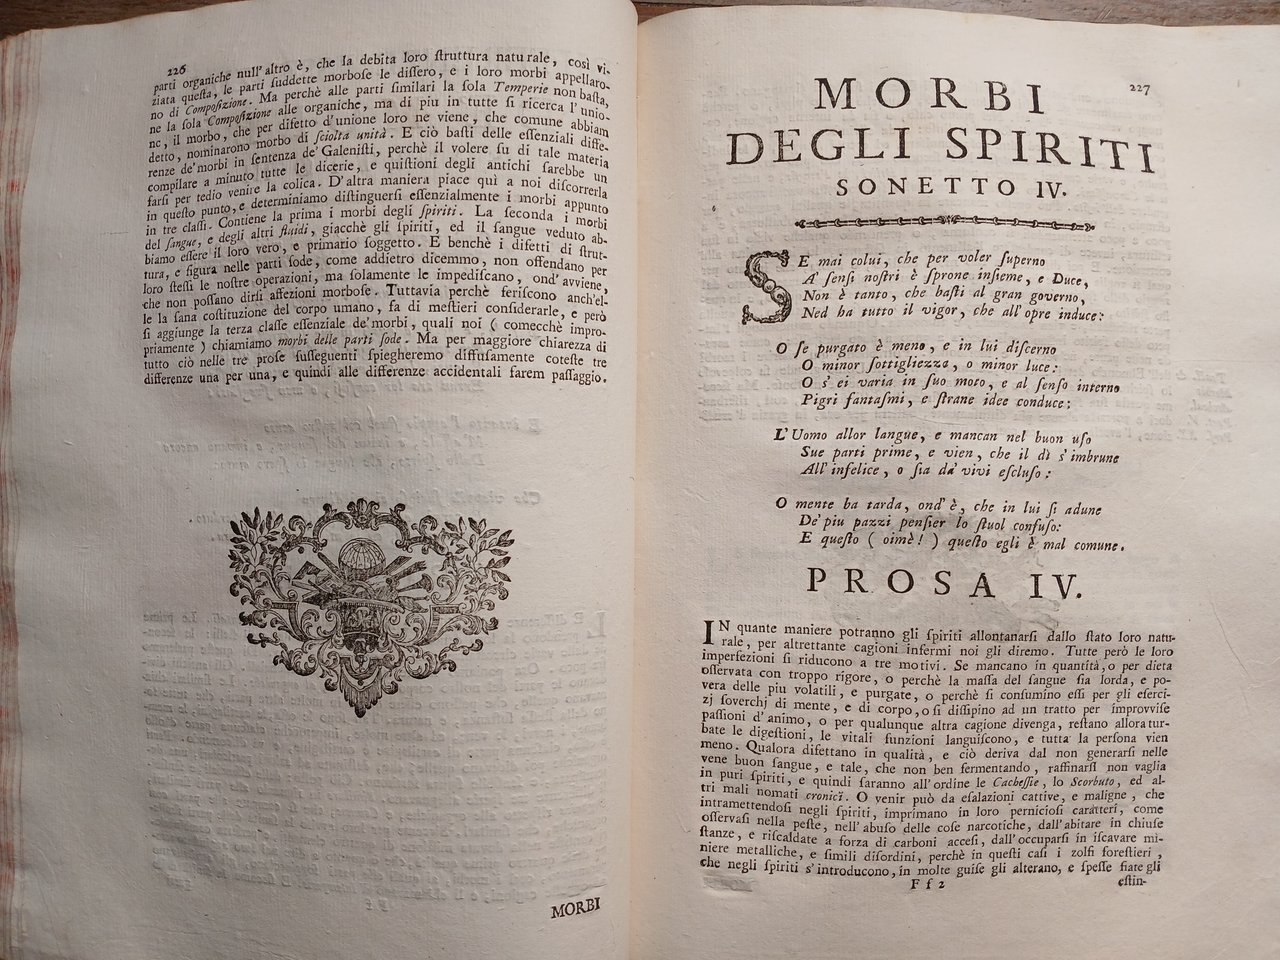 226
parti organiche null'altro è, che la debita loro ſtruttura naturale, così vi-
ziata queſta, le parti ſuddette morboſe le diſſero, e i loro morbi appellaro-
no di Compoſizione. Ma perchè alle parti ſimilari la ſola Temperie non baſta,
ne la ſola Compoſizione alle organiche, ma di piu in tutte ſi ricerca l'unio-
ne, il morbo, che per difetto d'unione loro ne viene, che comune abbiam
detto, nominarono morbo di ſciolta unità. E ciò baſti delle eſſenziali diffe-
renze de'morbi in ſentenza de'Galeniſti, perchè il volere ſu di tale materia
compilare a minuto tutte le dicerie, e quiſtioni degli antichi ſarebbe un
farſi per tedio venire la colica. D'altra maniera piace quì a noi diſcorrerla
in queſto punto, e determiniamo diſtinguerſi eſſenzialmente i morbi appunto
in tre claſſi. Contiene la prima i morbi degli ſpiriti. La ſeconda i morbi
del ſangue, e degli altri fluidi, giacchè gli ſpiriti, ed il ſangue veduto ab-
biamo eſſere il loro vero, e primario ſoggetto. E benchè i difetti di ſtrut-
tura, e figura nelle parti ſode, come addietro dicemmo, non offendano per
loro ſteſſi le noſtre operazioni, ma ſolamente le impediſcano, ond'avviene,
che non poſſano dirſi affezioni morboſe. Tuttavia perchè feriſcono anch'el-
le la ſana coſtituzione del corpo umano, fa di meſtieri conſiderarle, e però
ſi aggiunge la terza claſſe eſſenziale de'morbi, quali noi ( comecchè impro-
priamente ) chiamiamo morbi delle parti ſode. Ma per maggiore chiarezza di
tutto ciò nelle tre proſe ſuſſeguenti ſpiegheremo diffuſamente coteſte tre
differenze una per una, e quindi alle differenze accidentali farem paſſaggio.
MORBI
227
MORBI
DEGLI SPIRITI
SONETTO IV.
SE mai colui, che per voler ſuperno
A' ſenſi noſtri è ſprone inſieme, e Duce,
Non è tanto, che baſti al gran governo,
Ned ha tutto il vigor, che all'opre induce:
O ſe purgato è meno, e in lui diſcerno
O minor ſottigliezza, o minor luce:
O s'ei varia in ſuo moto, e al ſenſo interno
Pigri fantaſmi, e ſtrane idee conduce;
L'Uomo allor langue, e mancan nel buon uſo
Sue parti prime, e vien, che il dì s'imbrune
All'infelice, o ſia da' vivi eſcluſo:
O mente ha tarda, ond'è, che in lui ſi adune
De'piu pazzi penſier lo ſtuol confuſo:
E queſto ( oimè! ) queſto egli è mal comune.
PROSA IV.
IN quante maniere potranno gli ſpiriti allontanarſi dallo ſtato loro natu-
rale, per altrettante cagioni infermi noi gli diremo. Tutte però le loro
imperfezioni ſi riducono a tre motivi. Se mancano in quantità, o per dieta
oſſervata con troppo rigore, o perchè la maſſa del ſangue ſia lorda, e po-
vera delle piu volatili, e purgate, o perchè ſi conſumino eſſi per gli eſerci-
zj ſoverchj di mente, e di corpo, o ſi diſſipino ad un tratto per improvviſe
paſſioni d'animo, o per qualunque altra cagione divenga, reſtano allora tur-
bate le digeſtioni, le vitali funzioni languiſcono, e tutta la perſona vien
meno. Qualora difettano in qualità, e ciò deriva dal non generarſi nelle
vene buon ſangue, e tale, che non ben fermentando, raffinarſi non vaglia
in puri ſpiriti, e quindi faranno all'ordine le Cacheſſie, lo Scorbuto, ed al-
tri mali nomati cronici. O venir può da eſalazioni cattive, e maligne, che
intramettendoſi negli ſpiriti, imprimano in loro pernicioſi caràtteri, come
oſſervaſi nella peſte, nell'abuſo delle coſe narcotiche, dall'abitare in chiuſe
ſtanze, e riſcaldate a forza di carboni acceſi, dall'occuparſi in iſcavare mi-
niere metalliche, e ſimili diſordini, perchè in queſti caſi i zolfi foreſtieri,
che negli ſpiriti s'introducono, in molte guiſe gli alterano, e ſpeſſe fiate gli
Ff2
eſtin-